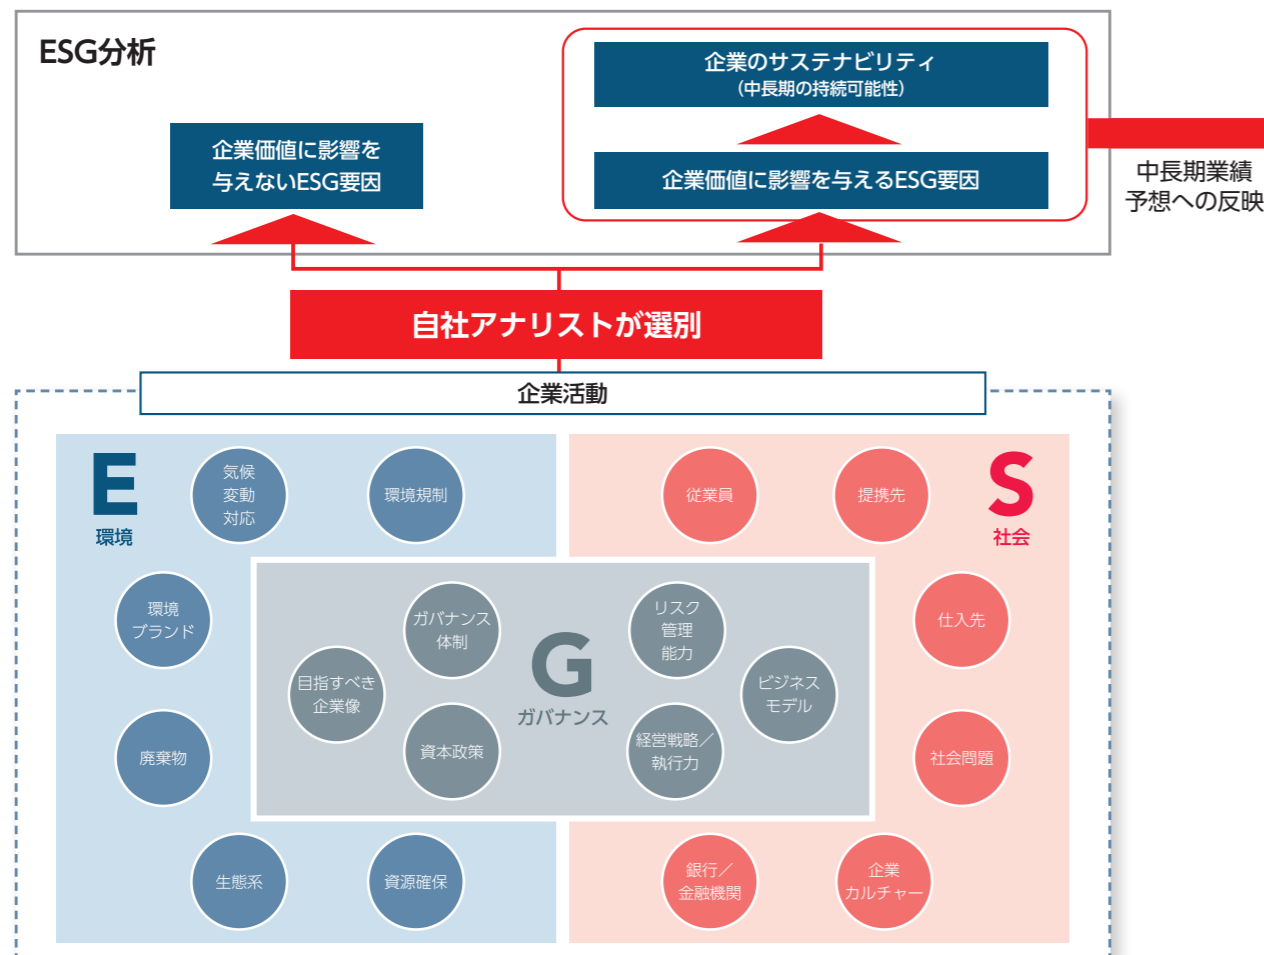 ESG分析
企業のサステナビリティ
（中長期の持続可能性）
企業価値に影響を
与えないESG要因
企業価値に影響を与えるESG要因
中長期業績
予想への反映
自社アナリストが選別
企業活動
E
環境
気候
変動
対応
環境規制
環境
ブランド
廃棄物
生態系
資源確保
S
社会
従業員
提携先
仕入先
社会問題
銀行／
金融機関
企業
カルチャー
G
ガバナンス
ガバナンス
体制
目指すべき
企業像
資本政策
リスク
管理
能力
ビジネス
モデル
経営戦略／
執行力